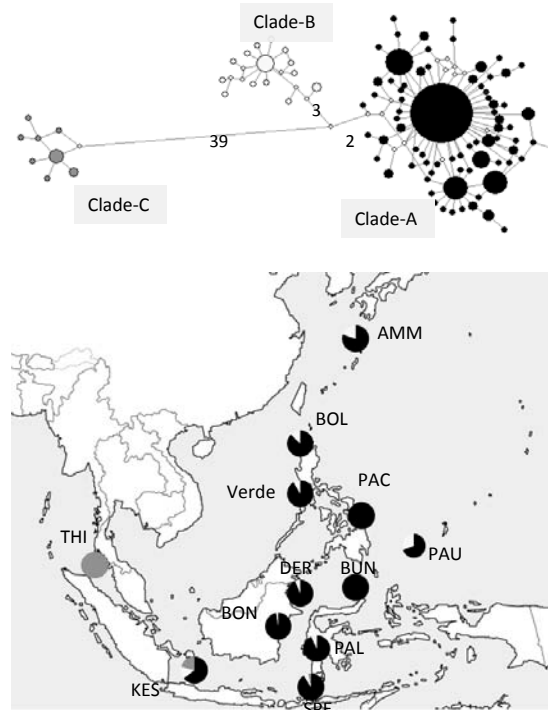 Clade-B
3
39
2
Clade-C
Clade-A
AMM
BOL
Verde
PAC
THI
PAU
DER
BUN
BON
PAL
KES